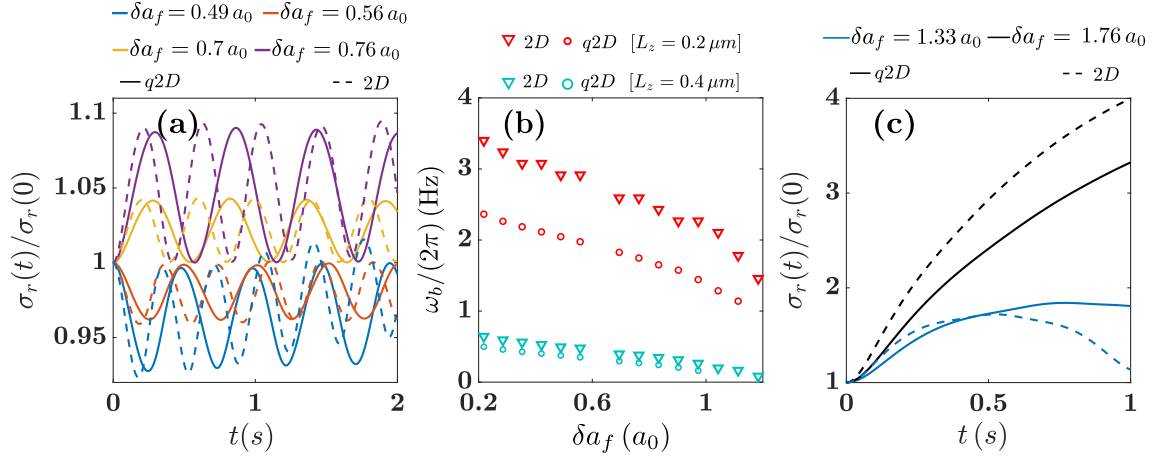 δa_f = 0.49 a_0 δa_f = 0.56 a_0
δa_f = 0.7 a_0 δa_f = 0.76 a_0
q2D 2D
(a)
1.1
1.05
1
0.95
σ_r(t)/σ_r(0)
0 1 2
t(s)
2D q2D [L_z = 0.2 μm]
2D q2D [L_z = 0.4 μm]
(b)
4
3
2
1
0
ω_b/(2π) (Hz)
0.2 0.6 1
δa_f (a_0)
δa_f = 1.33 a_0 δa_f = 1.76 a_0
q2D 2D
(c)
4
3
2
1
σ_r(t)/σ_r(0)
0 0.5 1
t(s)